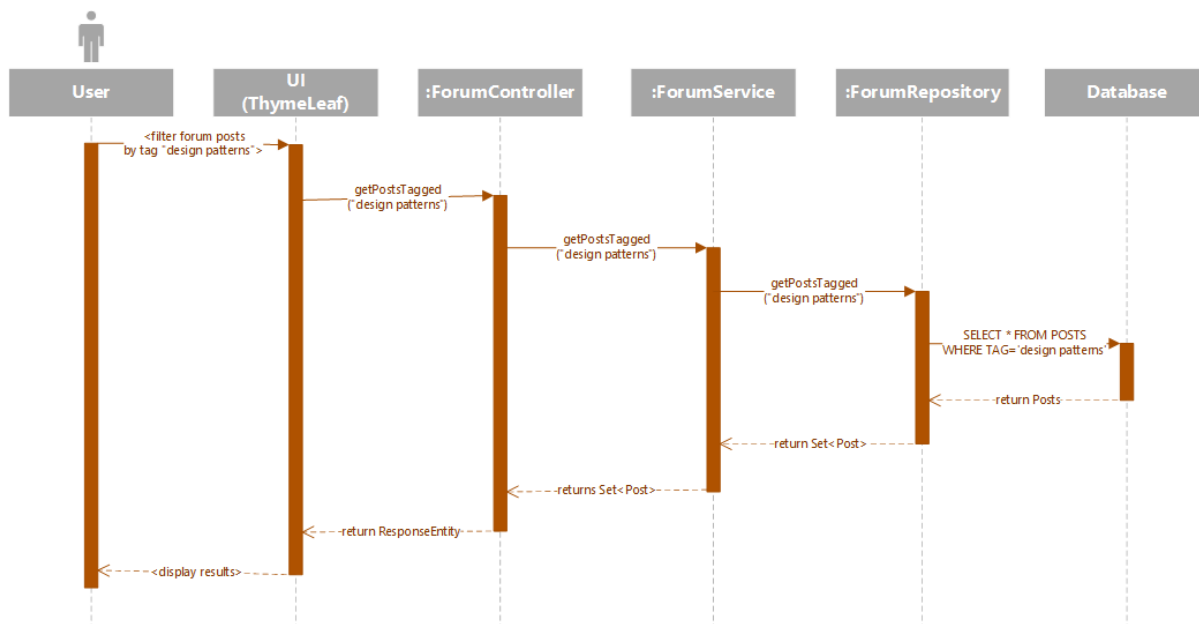 User
UI
(ThymeLeaf)
:ForumController
:ForumService
:ForumRepository
Database
<filter forum posts
by tag "design patterns">
getPostsTagged
("design patterns")
getPostsTagged
("design patterns")
getPostsTagged
("design patterns")
SELECT * FROM POSTS
WHERE TAG='design patterns'
return Posts
return Set<Post>
returns Set<Post>
return ResponseEntity
<display results>